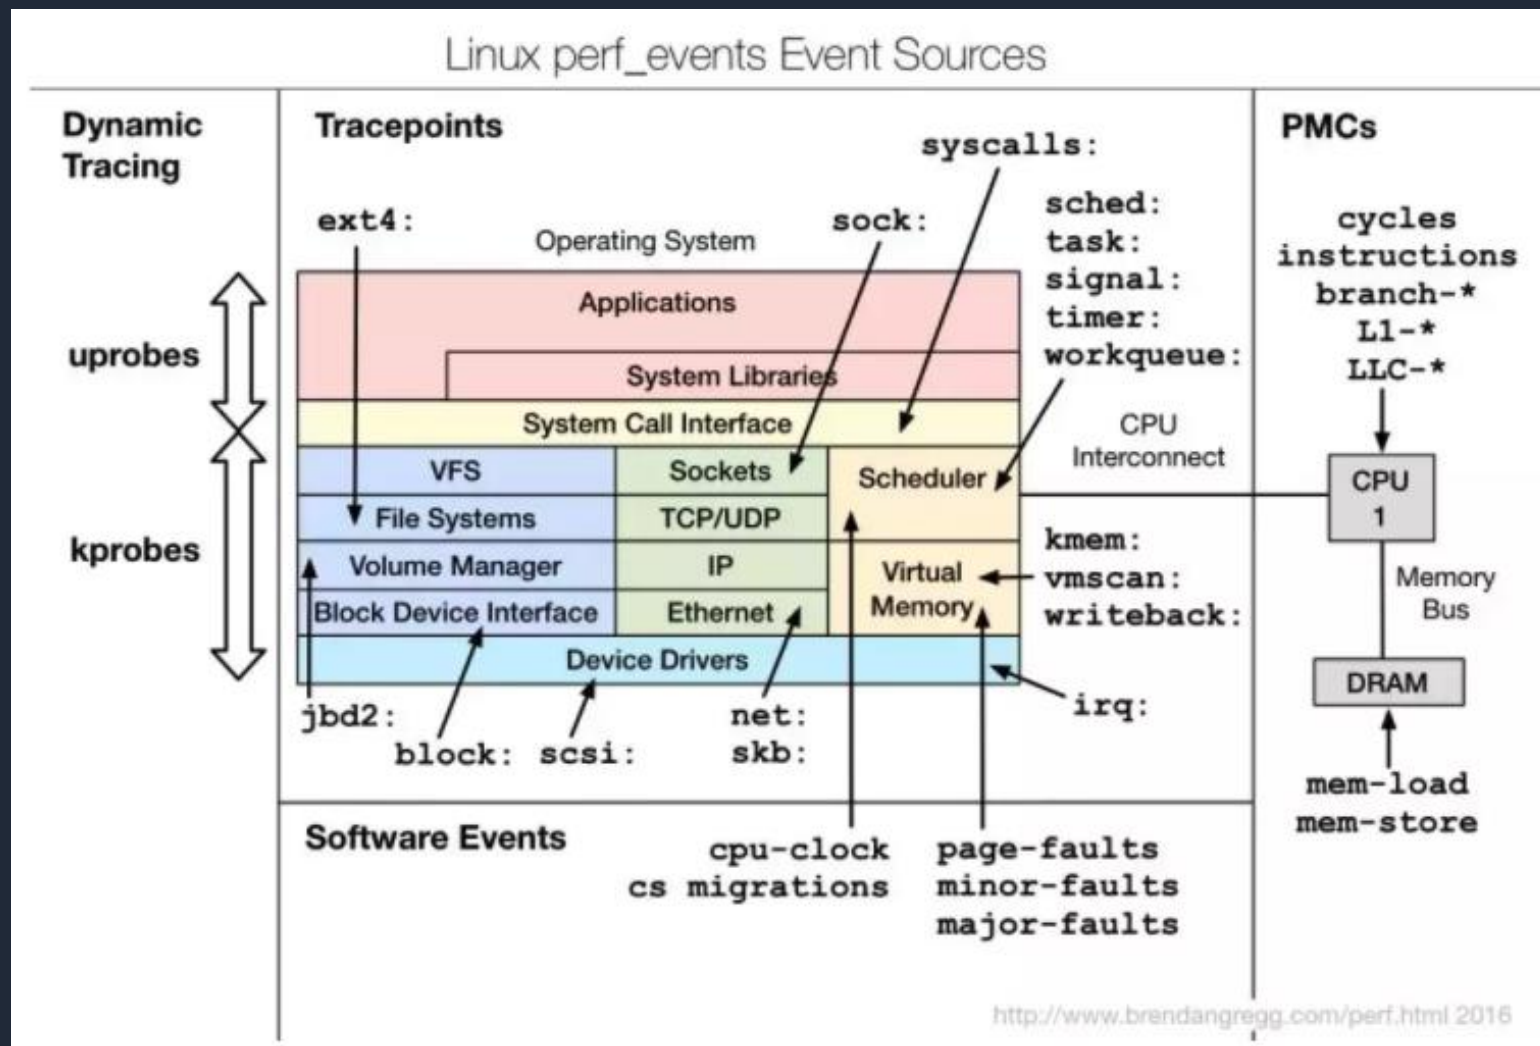 Linux perf_events Event Sources
Dynamic
Tracing
uprobes
kprobes
Tracepoints
syscalls:
ext4:
Operating System
sock:
sched:
task:
signal:
timer:
workqueue:
Applications
System Libraries
System Call Interface
VFS
Sockets
Scheduler
File Systems
TCP/UDP
Volume Manager
IP
Virtual
Memory
Block Device Interface
Ethernet
Device Drivers
CPU
Interconnect
kmem:
vmscan:
writeback:
irq:
jbd2:
block:
scsi:
net:
skb:
Software Events
cpu-clock
cs migrations
page-faults
minor-faults
major-faults
PMCs
cycles
instructions
branch-*
L1-*
LLC-*
CPU
1
Memory
Bus
DRAM
mem-load
mem-store
http://www.brendangregg.com/perf.html 2016